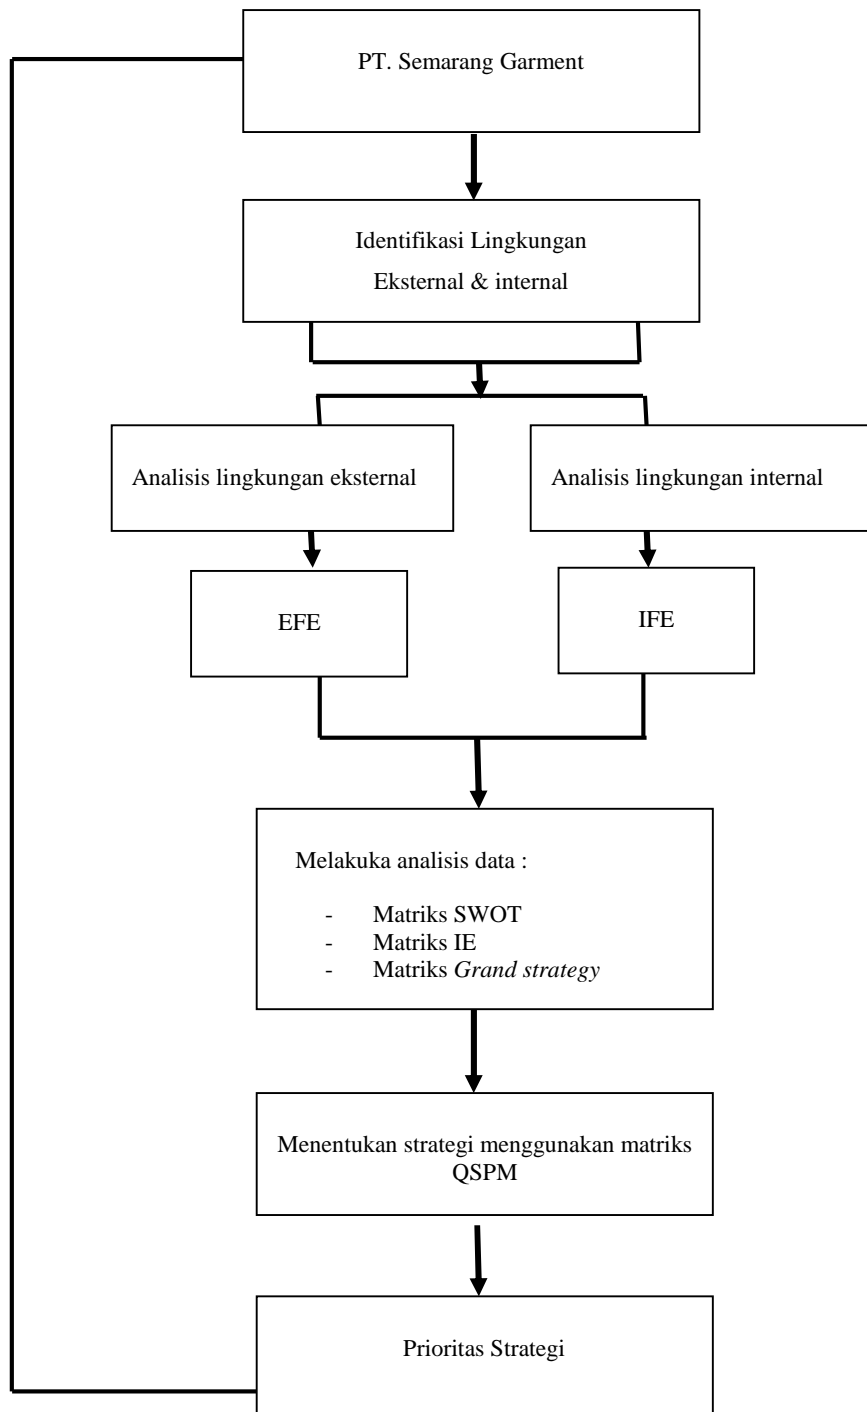 PT. Semarang Garment
Identifikasi Lingkungan
Eksternal & internal
Analisis lingkungan eksternal
Analisis lingkungan internal
EFE
IFE
Melakuka analisis data :
- Matriks SWOT
- Matriks IE
- Matriks Grand strategy
Menentukan strategi menggunakan matriks
QSPM
Prioritas Strategi